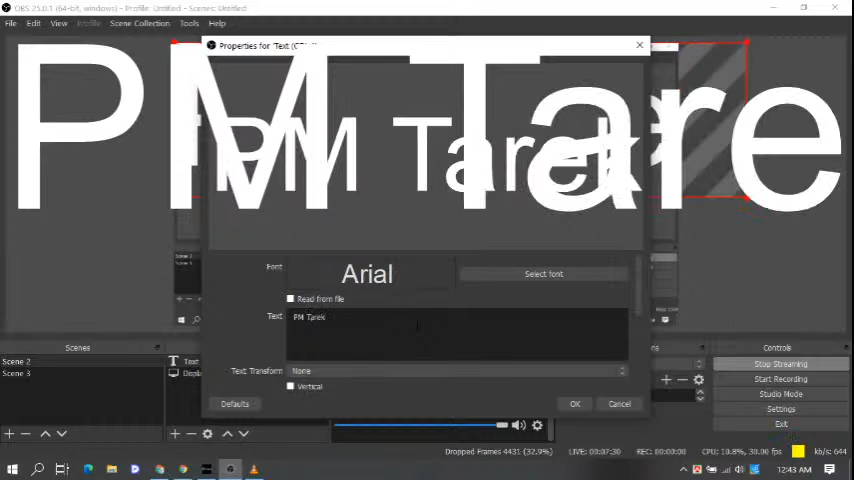 OBS 25.0.1 (64-bit, windows) - Profile: Untitled - Scenes: Untitled
File Edit View Profile Scene Collection Tools Help
Properties for 'Text
PM Tare
PM Tarek
Font
Arial
Select font
Read from file
Text
PM Tarek
Text Transform
None
Vertical
Defaults
OK
Cancel
Scenes
Scene 2
Scene 3
Text
Displa
Controls
Stop Streaming
Start Recording
Studio Mode
Settings
Exit
Dropped Frames 4431 (32.9%)
LIVE: 00:07:30
REC: 00:00:00
CPU: 10.8%, 30.00 fps
kb/s: 644
12:43 AM